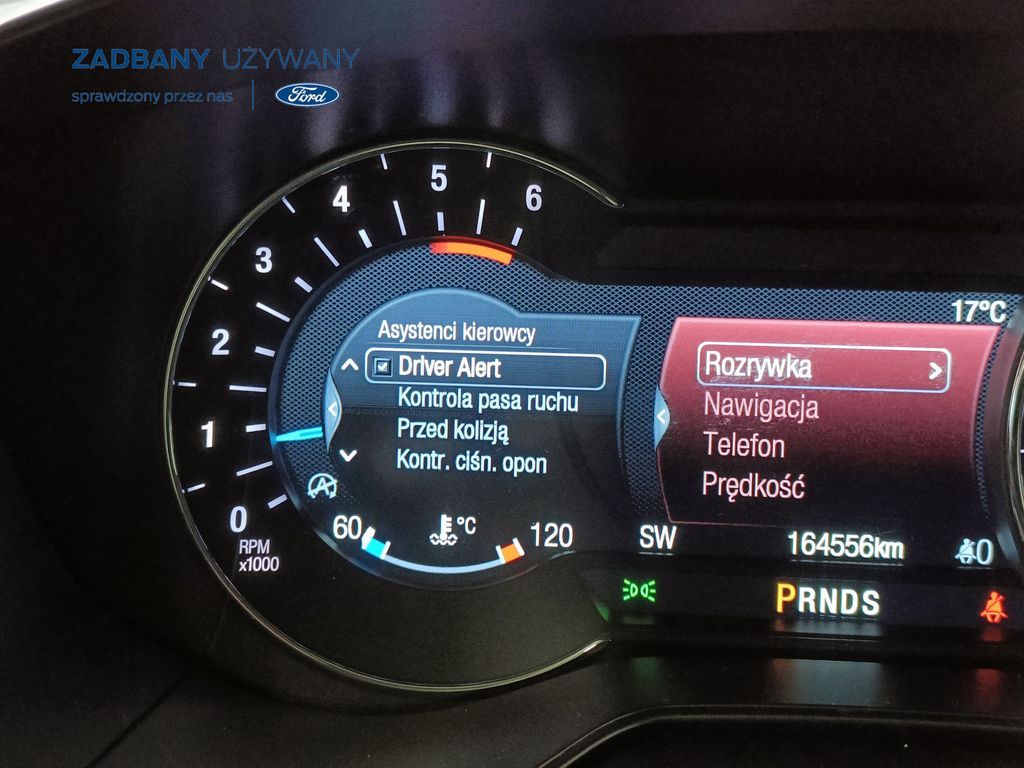 ZADBANY UŻYWANY
sprawdzony przez nas
Ford
6
5
4
3
2
1
0
RPM
x1000
17°C
Asystenci kierowcy
Driver Alert
Kontrola pasa ruchu
Przed kolizją
Kontr. ciśn. opon
Rozrywka >
Nawigacja
Telefon
Prędkość
60 °C 120
SW 164556km 0
PRNDS